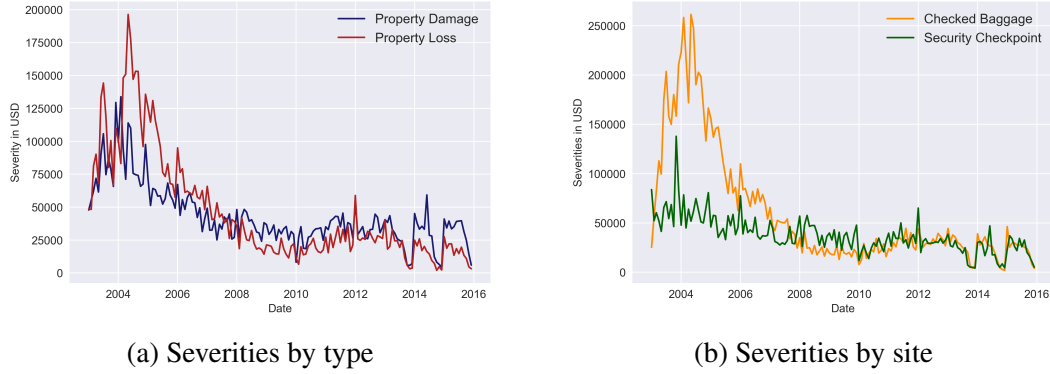 200000
175000
150000
125000
100000
75000
50000
25000
0
Severity in USD
Property Damage
Property Loss
2004 2006 2008 2010 2012 2014 2016
Date
(a) Severities by type
250000
200000
150000
100000
50000
0
Severities in USD
Checked Baggage
Security Checkpoint
2004 2006 2008 2010 2012 2014 2016
Date
(b) Severities by site